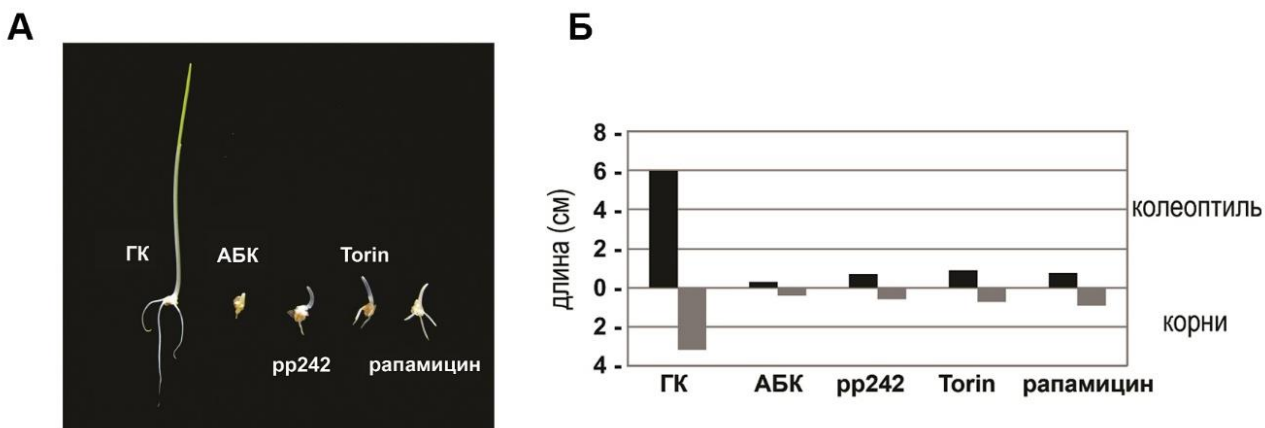 А
Б
ГК
АБК
Torin
pp242
рапамицин
длина (см)
8 -
6 -
4 -
2 -
0 -
2 -
4 -
колеоптиль
корни
ГК АБК pp242 Torin рапамицин